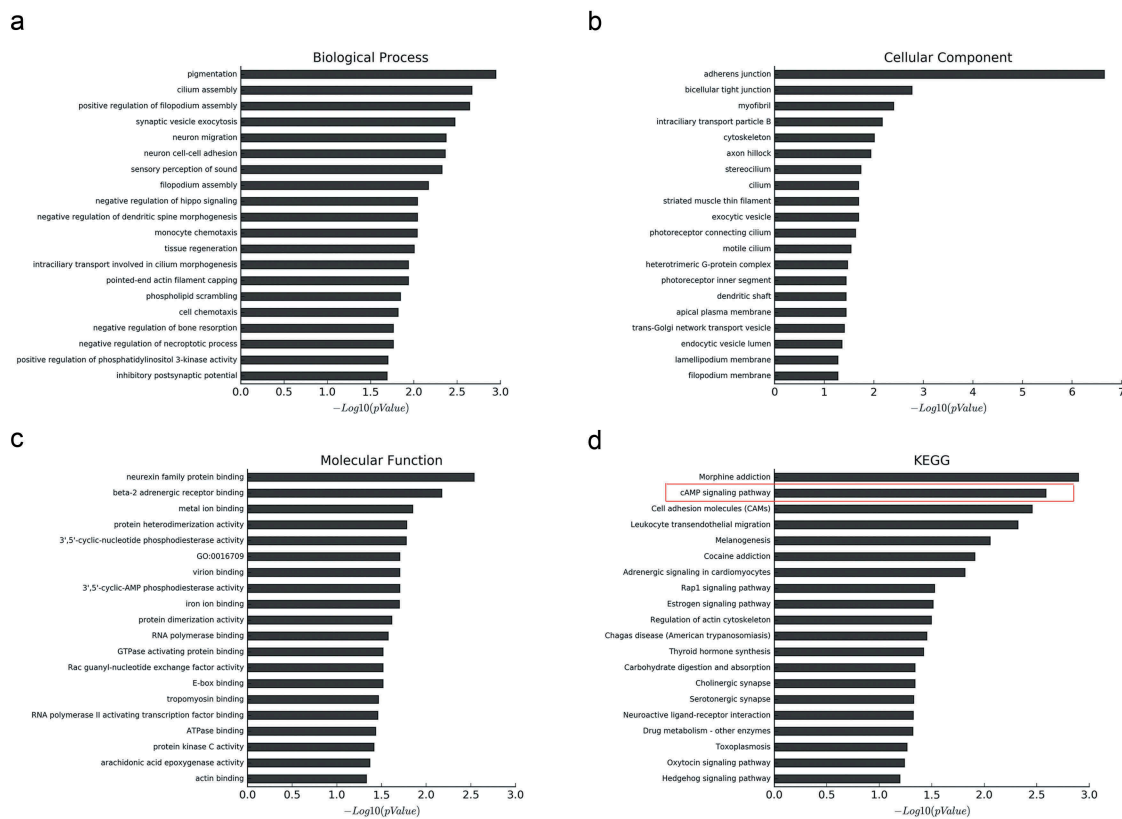 a
Biological Process
pigmentation
cilium assembly
positive regulation of filopodium assembly
synaptic vesicle exocytosis
neuron migration
neuron cell-cell adhesion
sensory perception of sound
filopodium assembly
negative regulation of hippo signaling
negative regulation of dendritic spine morphogenesis
monocyte chemotaxis
tissue regeneration
intraciliary transport involved in cilium morphogenesis
pointed-end actin filament capping
phospholipid scrambling
cell chemotaxis
negative regulation of bone resorption
negative regulation of necroptotic process
positive regulation of phosphatidylinositol 3-kinase activity
inhibitory postsynaptic potential
0.0 0.5 1.0 1.5 2.0 2.5 3.0
−Log10(pValue)
b
Cellular Component
adherens junction
bicellular tight junction
myofibril
intraciliary transport particle B
cytoskeleton
axon hillock
stereocilium
cilium
striated muscle thin filament
exocytic vesicle
photoreceptor connecting cilium
motile cilium
heterotrimeric G-protein complex
photoreceptor inner segment
dendritic shaft
apical plasma membrane
trans-Golgi network transport vesicle
endocytic vesicle lumen
lamellipodium membrane
filopodium membrane
0 1 2 3 4 5 6 7
−Log10(pValue)
c
Molecular Function
neurexin family protein binding
beta-2 adrenergic receptor binding
metal ion binding
protein heterodimerization activity
3',5'-cyclic-nucleotide phosphodiesterase activity
GO:0016709
virion binding
3',5'-cyclic-AMP phosphodiesterase activity
iron ion binding
protein dimerization activity
RNA polymerase binding
GTPase activating protein binding
Rac guanyl-nucleotide exchange factor activity
E-box binding
tropomyosin binding
RNA polymerase II activating transcription factor binding
ATPase binding
protein kinase C activity
arachidonic acid epoxygenase activity
actin binding
0.0 0.5 1.0 1.5 2.0 2.5 3.0
−Log10(pValue)
d
KEGG
Morphine addiction
cAMP signaling pathway
Cell adhesion molecules (CAMs)
Leukocyte transendothelial migration
Melanogenesis
Cocaine addiction
Adrenergic signaling in cardiomyocytes
Rap1 signaling pathway
Estrogen signaling pathway
Regulation of actin cytoskeleton
Chagas disease (American trypanosomiasis)
Thyroid hormone synthesis
Carbohydrate digestion and absorption
Cholinergic synapse
Serotonergic synapse
Neuroactive ligand-receptor interaction
Drug metabolism - other enzymes
Toxoplasmosis
Oxytocin signaling pathway
Hedgehog signaling pathway
0.0 0.5 1.0 1.5 2.0 2.5 3.0
−Log10(pValue)